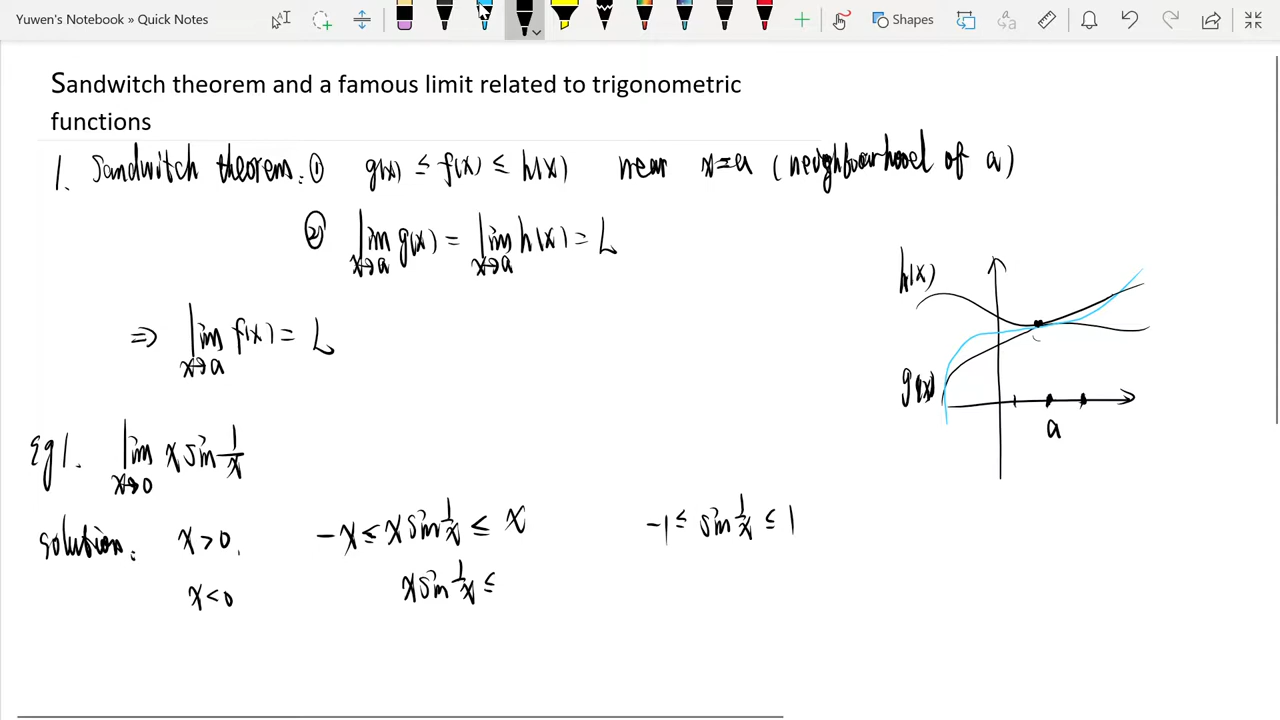 Yuwen's Notebook » Quick Notes
Shapes
Sandwitch theorem and a famous limit related to trigonometric
functions
1. Sandwitch theorem: ① g(x) ≤ f(x) ≤ h(x) near x=a (neighbourhood of a)
② lim x→a g(x) = lim x→a h(x) = L
⇒ lim x→a f(x) = L
h(x)
g(x)
a
Eg1. lim x→0 x sin 1/x
Solution: x>0, -x ≤ x sin 1/x ≤ x -1 ≤ sin 1/x ≤ 1
x<0 x sin 1/x ≤